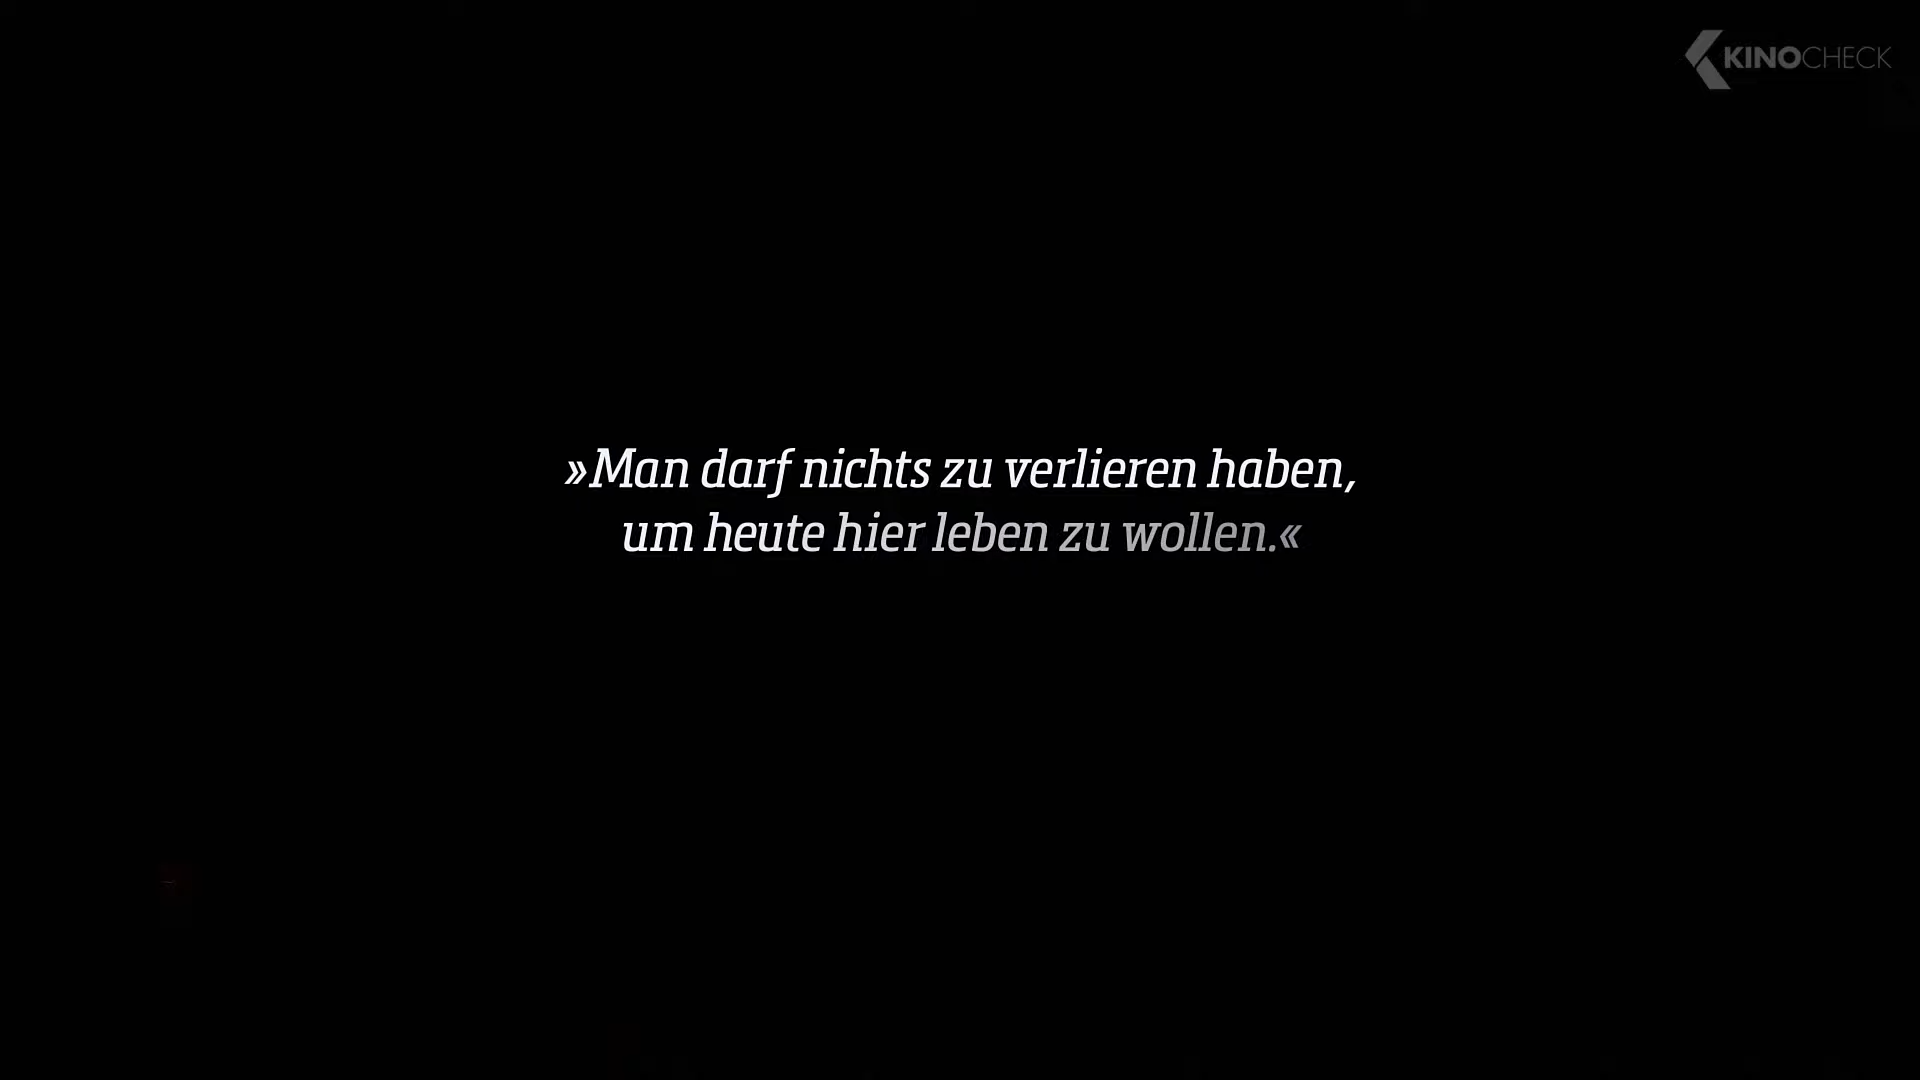 KINOCHECK
»Man darf nichts zu verlieren haben,
um heute hier leben zu wollen.«